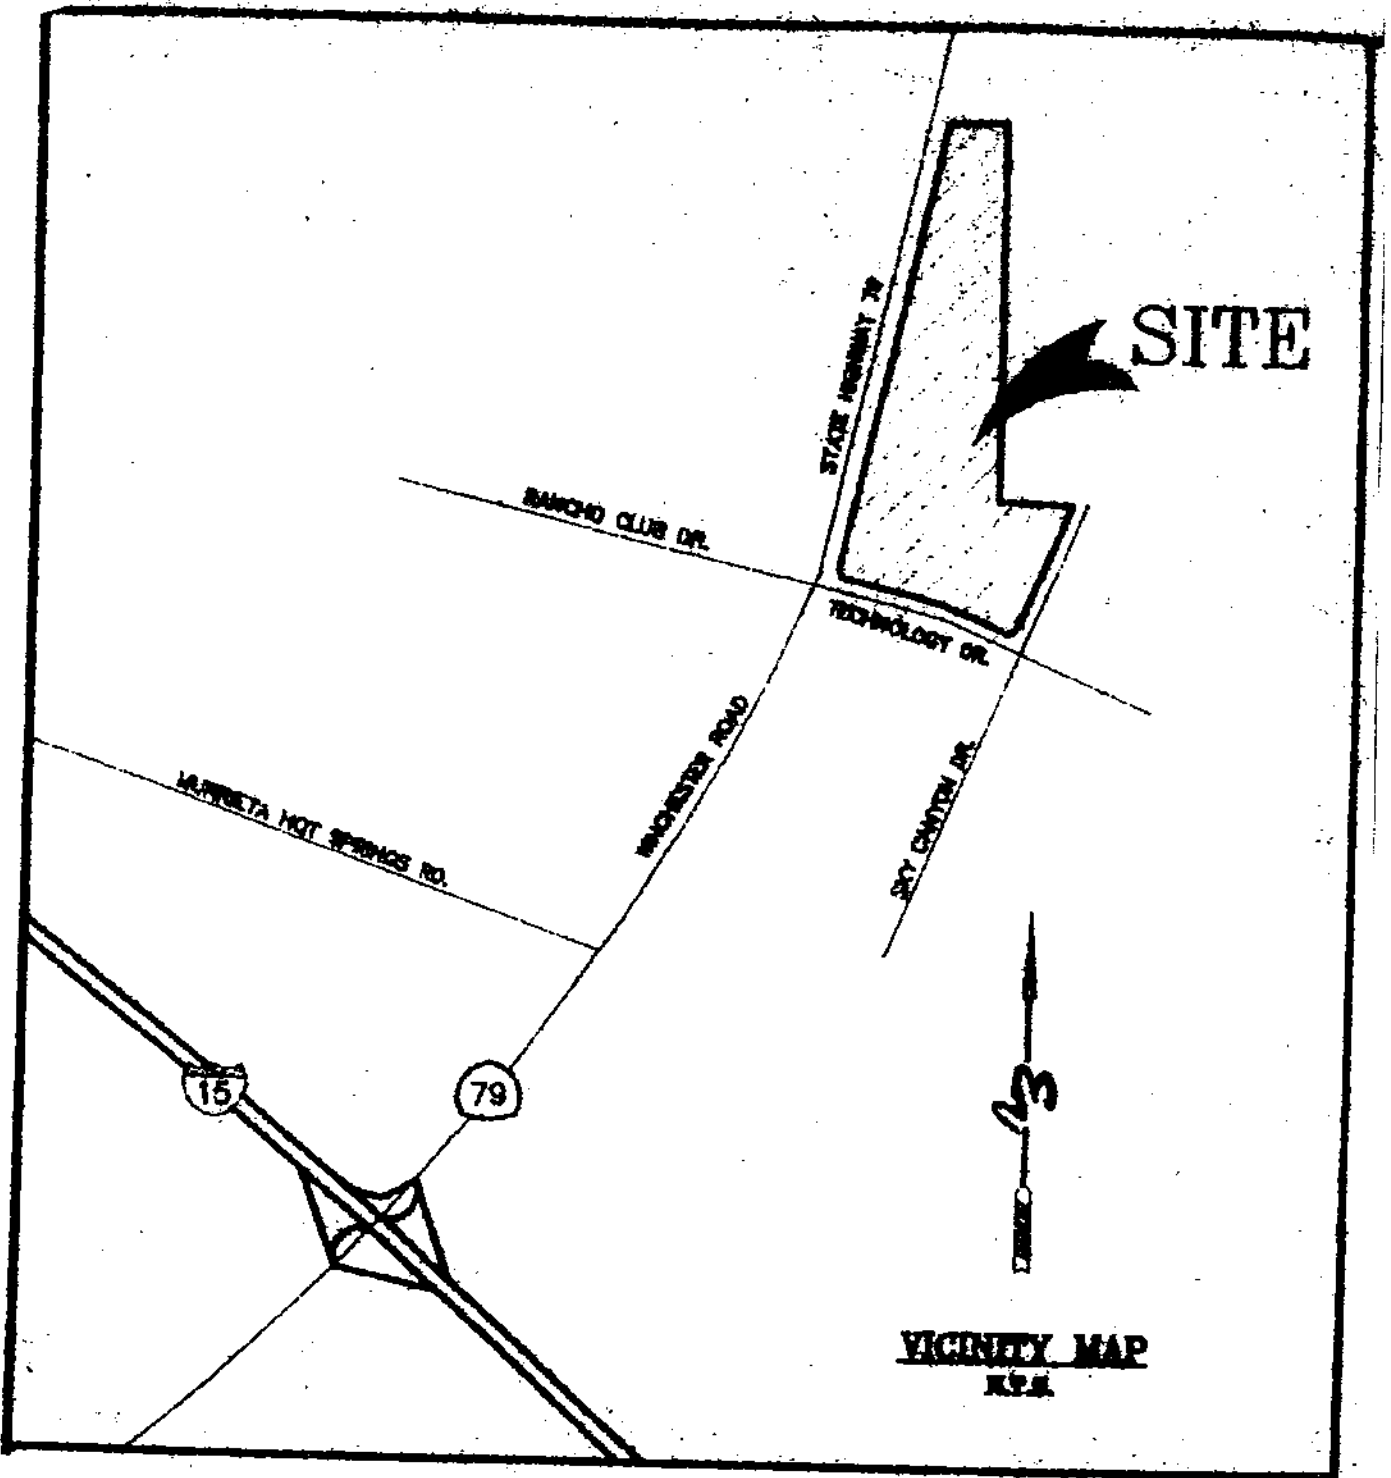 SITE
STATE HIGHWAY 79
RANCHO CLUB DR.
TECHNOLOGY DR.
WINCHESTER ROAD
SKY CANYON DR.
MURRIETA HOT SPRINGS RD.
15
79
VICINITY MAP
N.T.S.